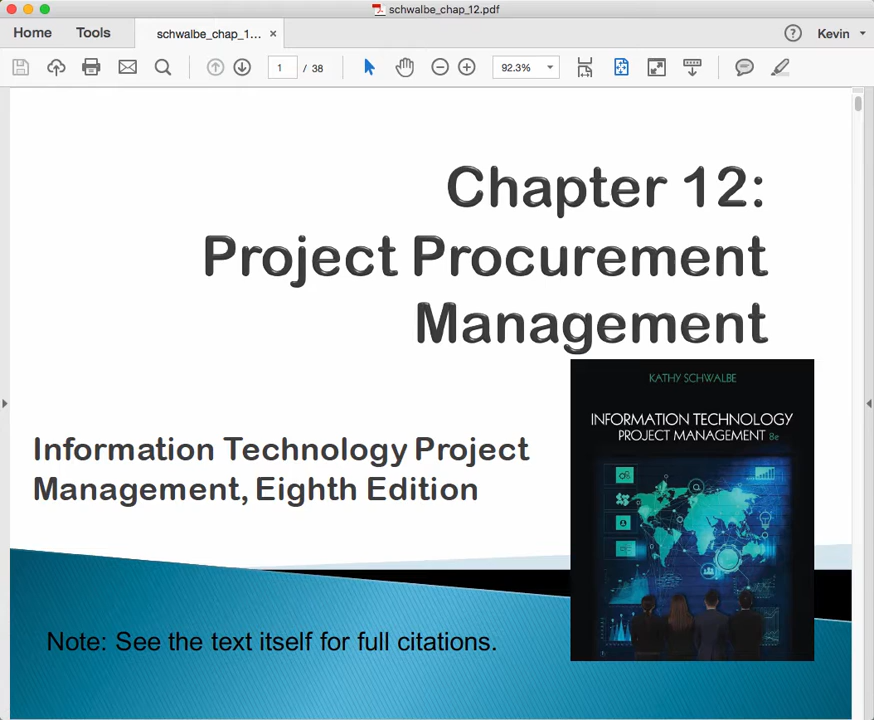 schwalbe_chap_12.pdf
Home Tools schwalbe_chap_1... × ? Kevin
1 / 38 92.3%
Chapter 12:
Project Procurement
Management
KATHY SCHWALBE
INFORMATION TECHNOLOGY
PROJECT MANAGEMENT 8e
Information Technology Project
Management, Eighth Edition
Note: See the text itself for full citations.